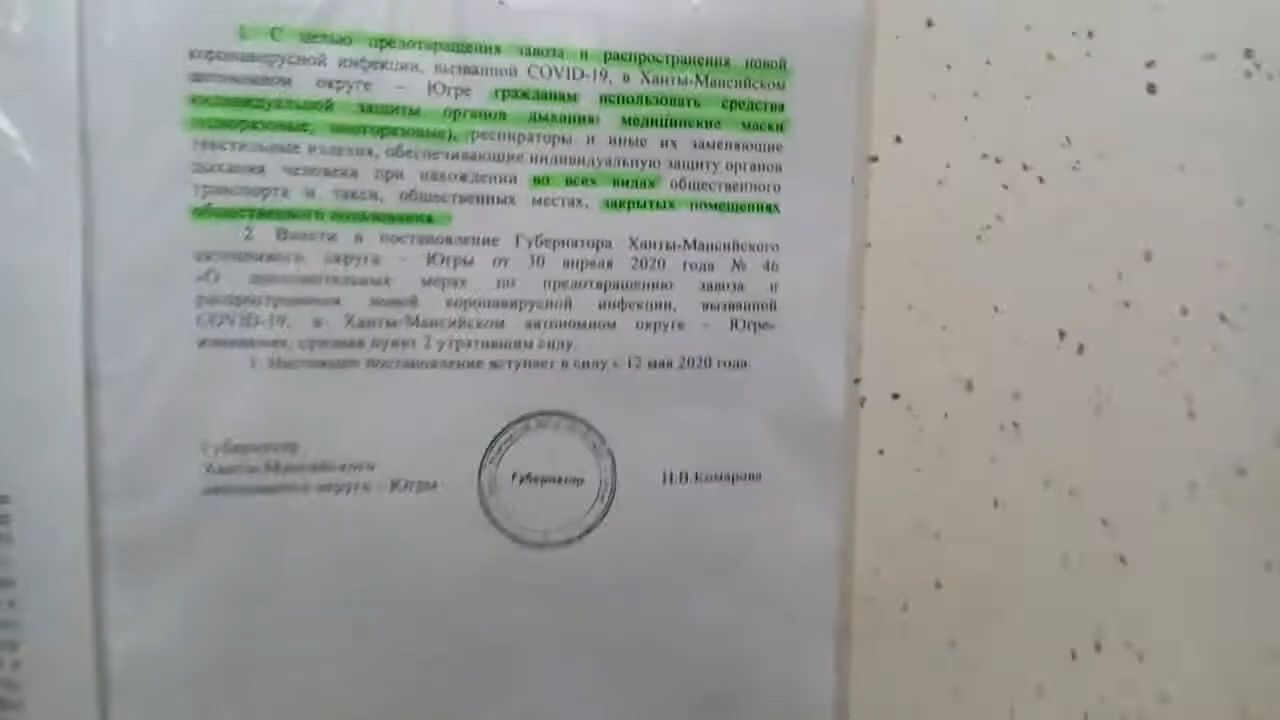 1. С целью предотвращения завоза и распространения новой
коронавирусной инфекции, вызванной COVID-19, в Ханты-Мансийском
автономном округе – Югре гражданам использовать средства
индивидуальной защиты органов дыхания: медицинские маски
(одноразовые, многоразовые), респираторы и иные их заменяющие
текстильные изделия, обеспечивающие индивидуальную защиту органов
дыхания человека при нахождении во всех видах общественного
транспорта и такси, общественных местах, закрытых помещениях
общественного пользования.
2. Внести в постановление Губернатора Ханты-Мансийского
автономного округа – Югры от 30 апреля 2020 года № 46
«О дополнительных мерах по предотвращению завоза и
распространения новой коронавирусной инфекции, вызванной
COVID-19, в Ханты-Мансийском автономном округе – Югре»
изменение, признав пункт 2 утратившим силу.
Настоящее постановление вступает в силу с 12 мая 2020 года
Губернатор
Ханты-Мансийского
автономного округа – Югры
Губернатор
Н.В.Комарова